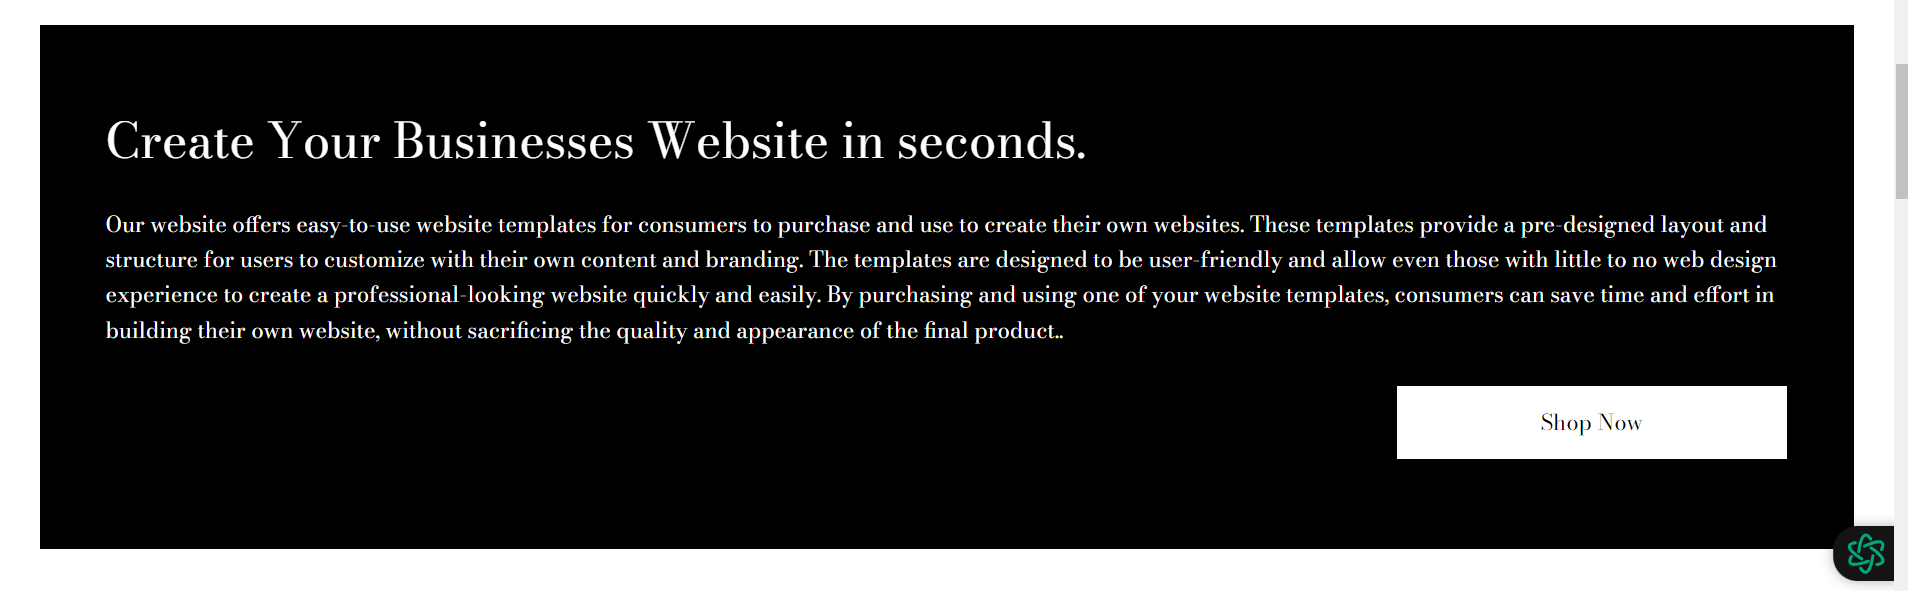 Create Your Businesses Website in seconds.
Our website offers easy-to-use website templates for consumers to purchase and use to create their own websites. These templates provide a pre-designed layout and
structure for users to customize with their own content and branding. The templates are designed to be user-friendly and allow even those with little to no web design
experience to create a professional-looking website quickly and easily. By purchasing and using one of your website templates, consumers can save time and effort in
building their own website, without sacrificing the quality and appearance of the final product..
Shop Now